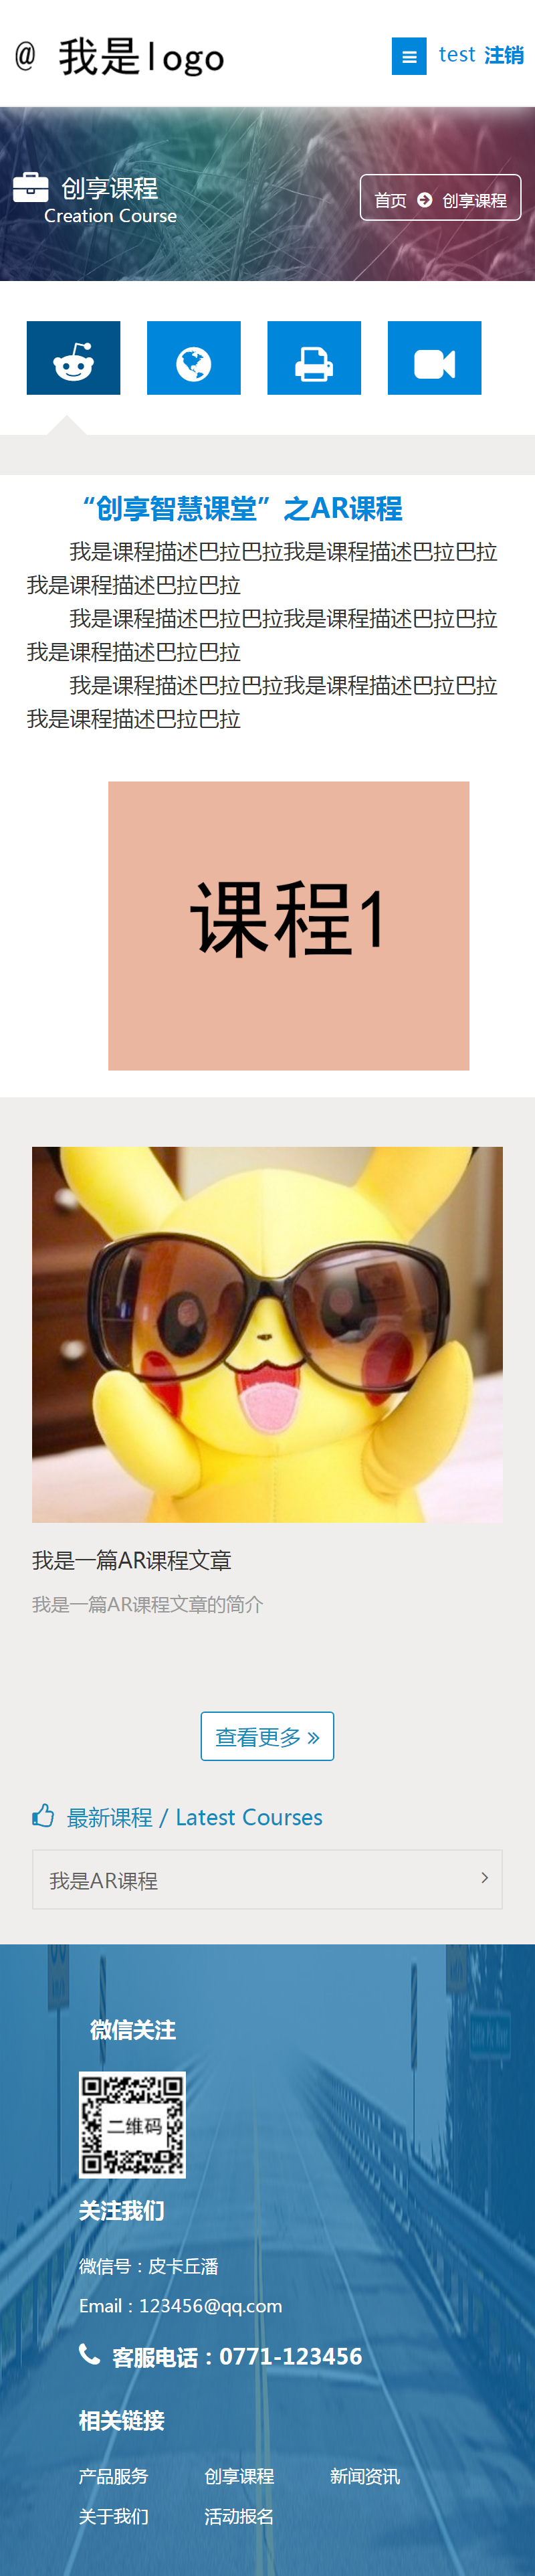 @ 我是logo
test 注销
创享课程
Creation Course
首页 创享课程
“创享智慧课堂”之AR课程
我是课程描述巴拉巴拉我是课程描述巴拉巴拉
我是课程描述巴拉巴拉
我是课程描述巴拉巴拉我是课程描述巴拉巴拉
我是课程描述巴拉巴拉
我是课程描述巴拉巴拉我是课程描述巴拉巴拉
我是课程描述巴拉巴拉
课程1
我是一篇AR课程文章
我是一篇AR课程文章的简介
查看更多 »
最新课程 / Latest Courses
我是AR课程
微信关注
二维码
关注我们
微信号：皮卡丘潘
Email：123456@qq.com
客服电话：0771-123456
相关链接
产品服务 创享课程 新闻资讯
关于我们 活动报名